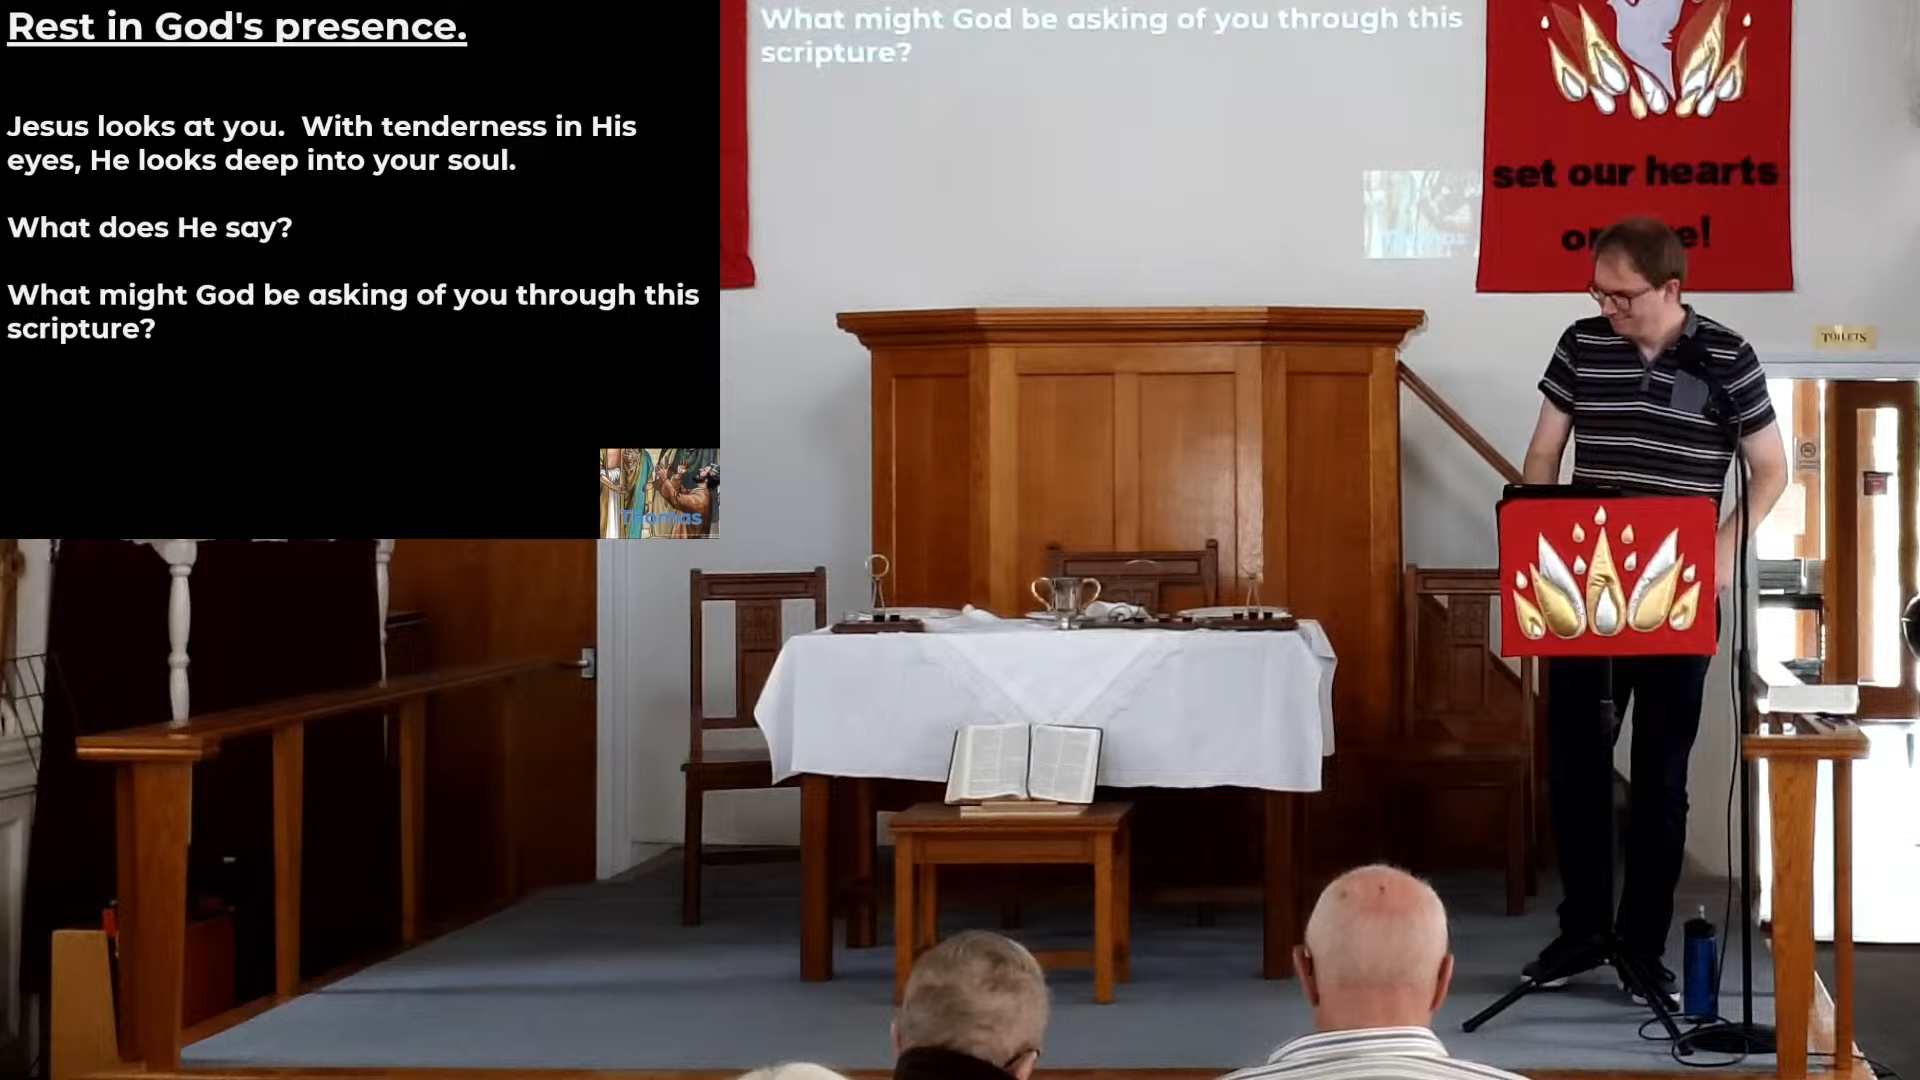 Rest in God's presence.
Jesus looks at you.  With tenderness in His
eyes, He looks deep into your soul.
What does He say?
What might God be asking of you through this
scripture?
Thomas
What might God be asking of you through this
scripture?
set our hearts
TOILETS